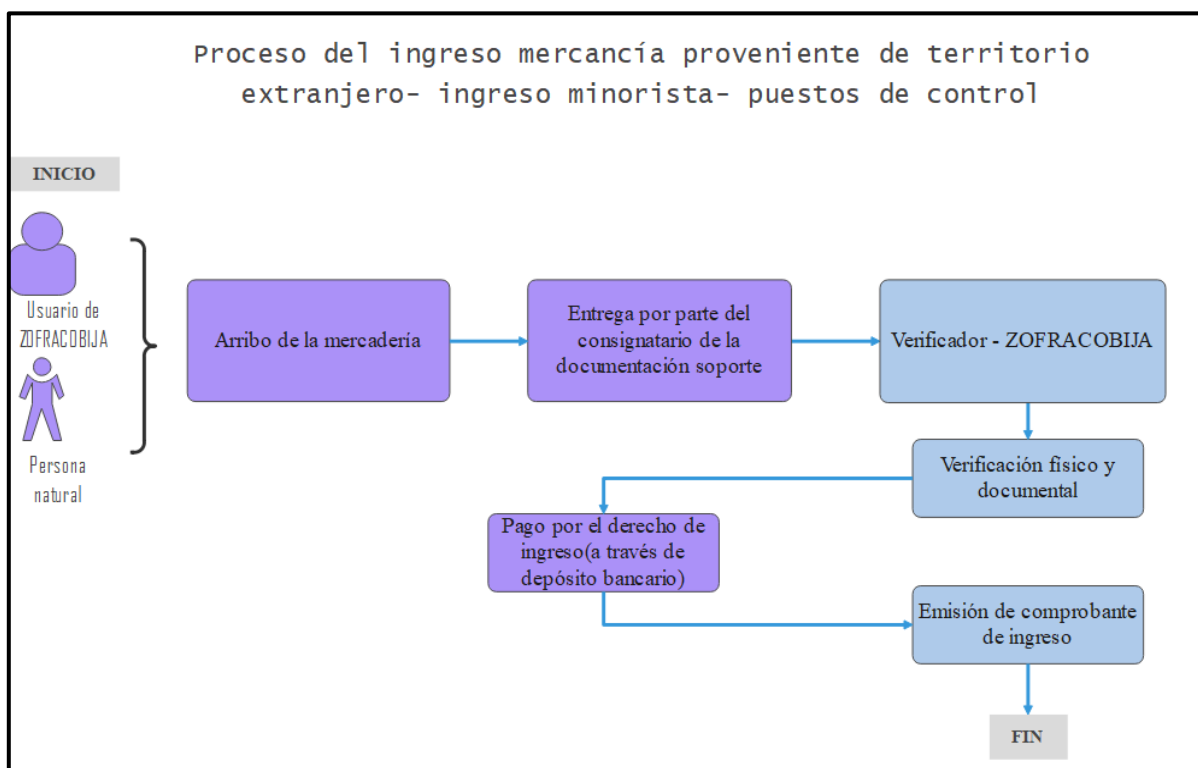 Proceso del ingreso mercancía proveniente de territorio
extranjero- ingreso minorista- puestos de control
INICIO
Usuario de
ZOFRACOBIJA
Persona
natural
Arribo de la mercadería
Entrega por parte del
consignatario de la
documentación soporte
Verificador - ZOFRACOBIJA
Verificación físico y
documental
Pago por el derecho de
ingreso(a través de
depósito bancario)
Emisión de comprobante
de ingreso
FIN